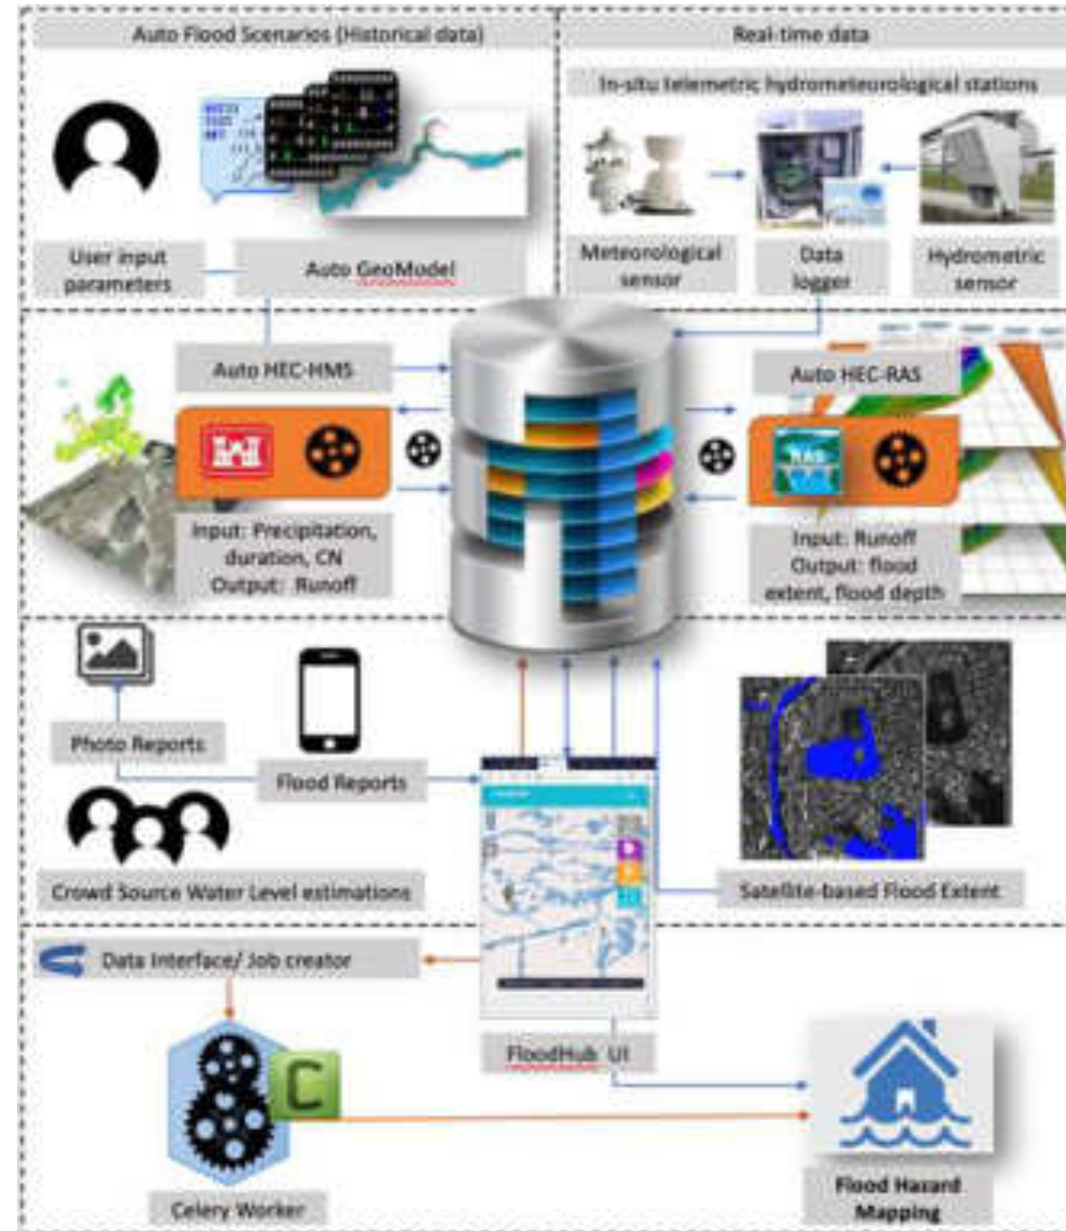 Auto Flood Scenarios (Historical data)
Real-time data
In-situ telemetric hydrometeorological stations
User input
parameters
Auto GeoModel
Meteorological
sensor
Data
logger
Hydrometric
sensor
Auto HEC-HMS
Auto HEC-RAS
RAS
Input: Precipitation,
duration, CN
Output: Runoff
Input: Runoff
Output: flood
extent, flood depth
Photo Reports
Flood Reports
Crowd Source Water Level estimations
Satellite-based Flood Extent
Data Interface/ Job creator
FloodHub UI
C
Celery Worker
Flood Hazard
Mapping